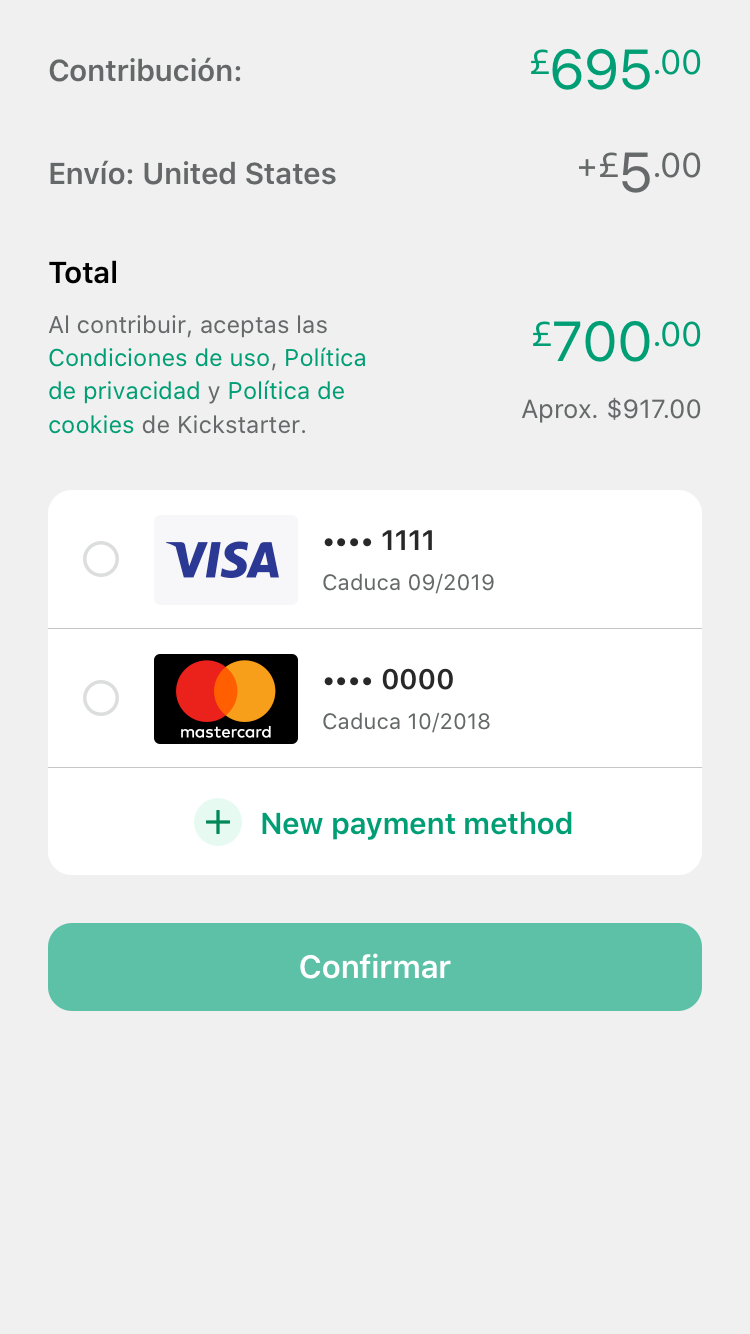 Contribución:
£695.00
Envío: United States
+£5.00
Total
Al contribuir, aceptas las
Condiciones de uso, Política
de privacidad y Política de
cookies de Kickstarter.
£700.00
Aprox. $917.00
VISA
•••• 1111
Caduca 09/2019
mastercard
•••• 0000
Caduca 10/2018
+ New payment method
Confirmar